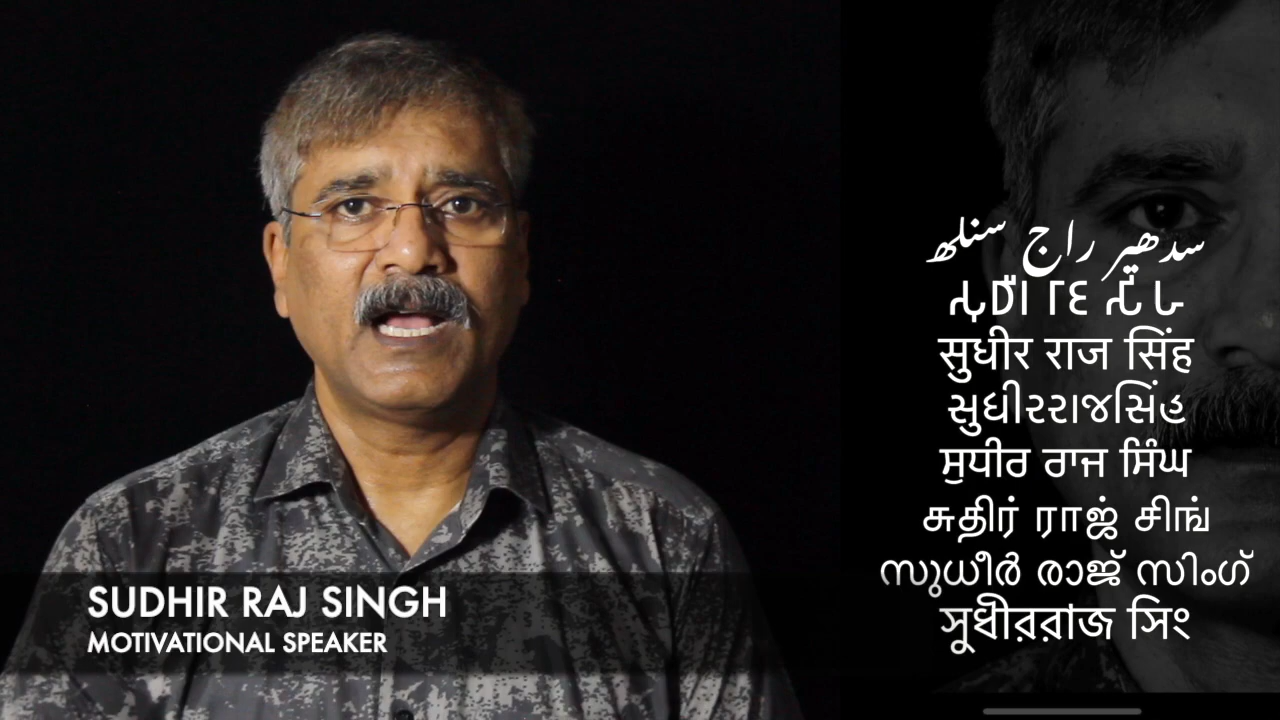 سدھیر راج سنلھ
सुधीर राज सिंह
સુધીરરાજસિંહ
ਸੁਧੀਰ ਰਾਜ ਸਿੰਘ
சுதிர் ராஜ் சிங்
സുധീർ രാജ് സിംഗ്
সুধীররাজ সিং
SUDHIR RAJ SINGH
MOTIVATIONAL SPEAKER